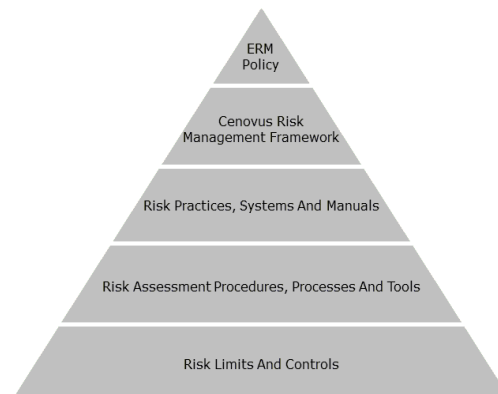 ERM
Policy
Cenovus Risk
Management Framework
Risk Practices, Systems And Manuals
Risk Assessment Procedures, Processes And Tools
Risk Limits And Controls